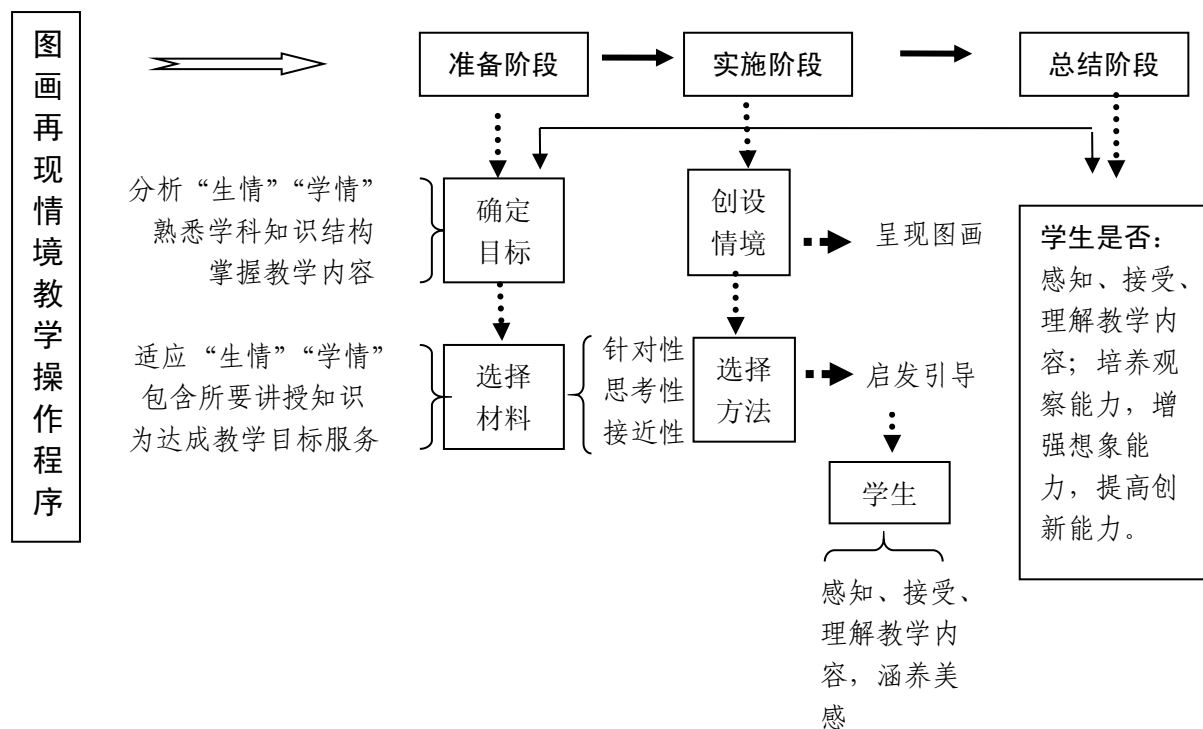 图画再现情境教学操作程序
准备阶段
实施阶段
总结阶段
分析“生情”“学情”
熟悉学科知识结构
掌握教学内容
确定
目标
创设
情境
呈现图画
适应“生情”“学情”
包含所要讲授知识
为达成教学目标服务
选择
材料
针对性
思考性
接近性
选择
方法
启发引导
学生
感知、接受、
理解教学内
容，涵养美
感
学生是否：
感知、接受、
理解教学内
容；培养观
察能力，增
强想象能
力，提高创
新能力。